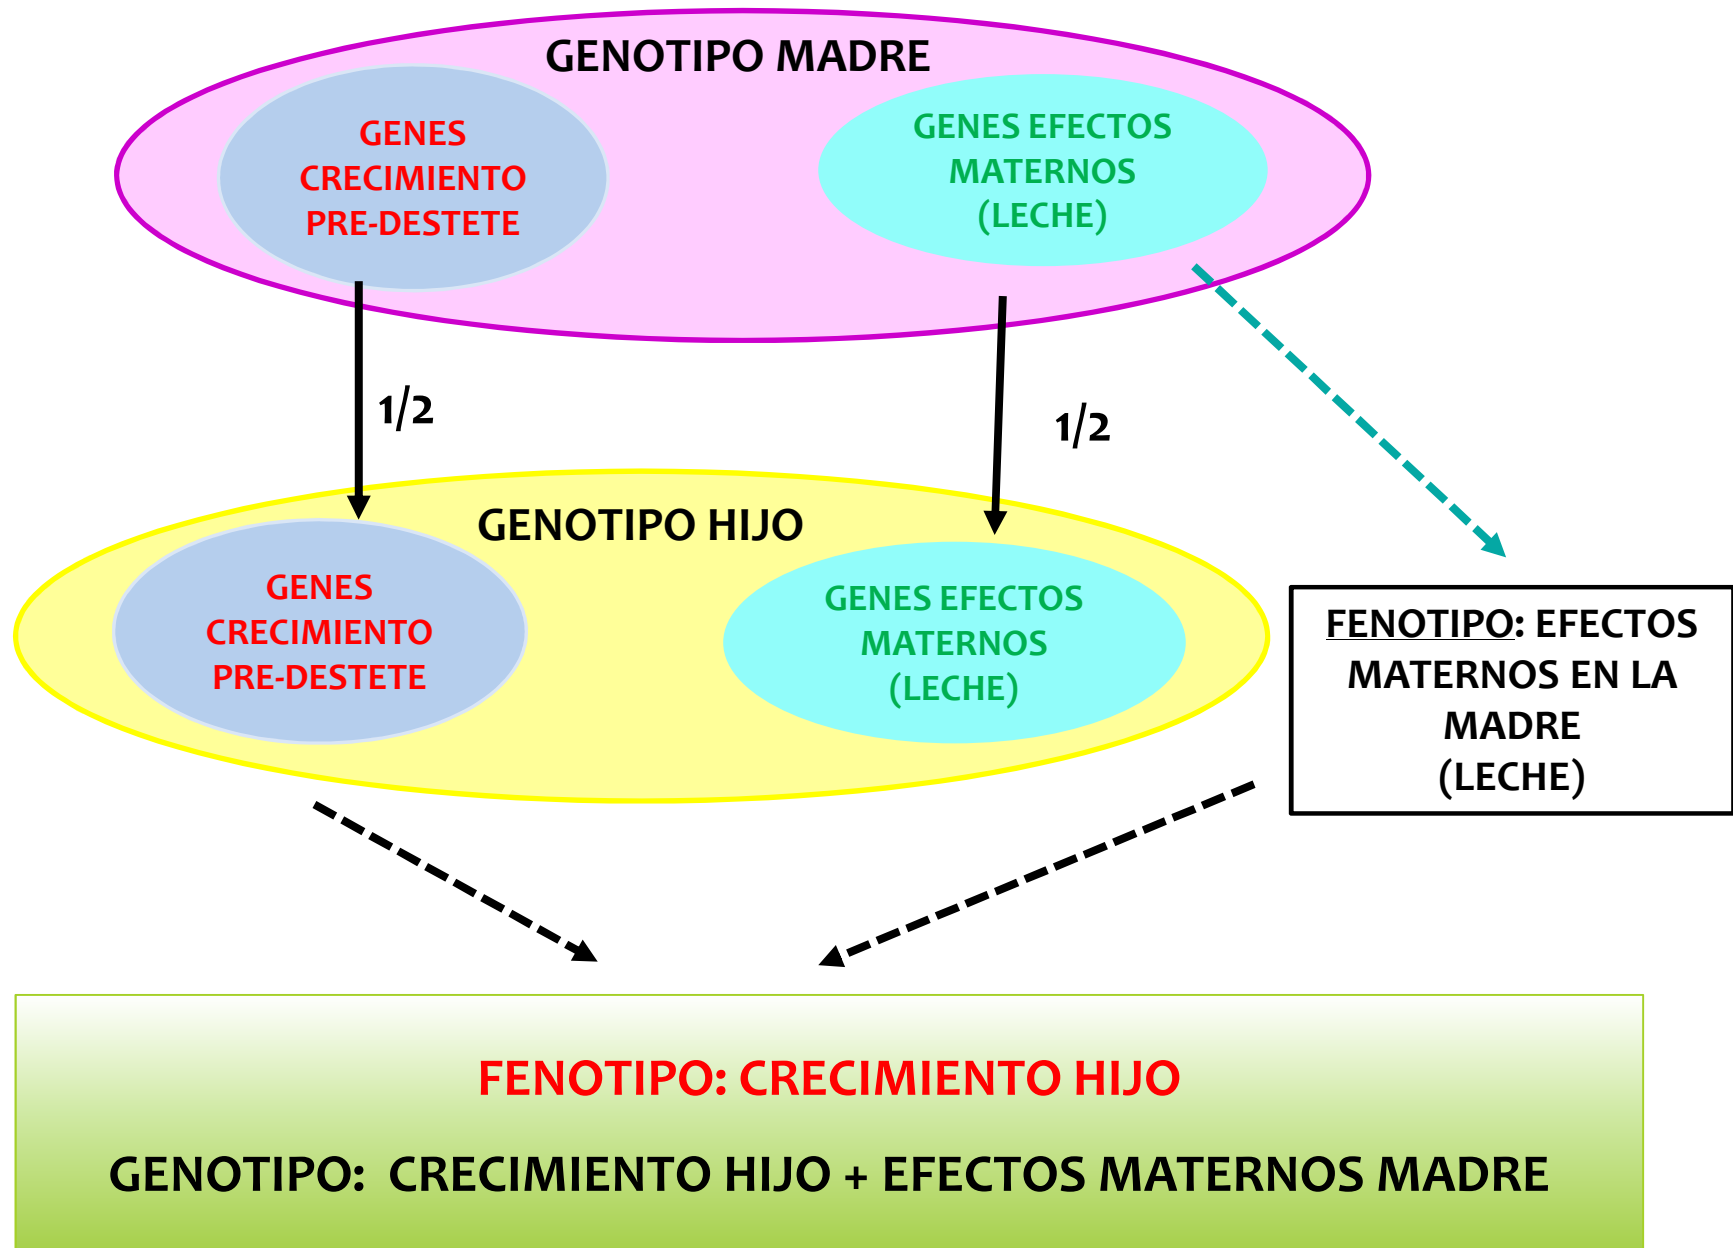 GENOTIPO MADRE
GENES
CRECIMIENTO
PRE-DESTETE
GENES EFECTOS
MATERNOS
(LECHE)
1/2
1/2
GENOTIPO HIJO
GENES
CRECIMIENTO
PRE-DESTETE
GENES EFECTOS
MATERNOS
(LECHE)
FENOTIPO: EFECTOS
MATERNOS EN LA
MADRE
(LECHE)
FENOTIPO: CRECIMIENTO HIJO
GENOTIPO: CRECIMIENTO HIJO + EFECTOS MATERNOS MADRE